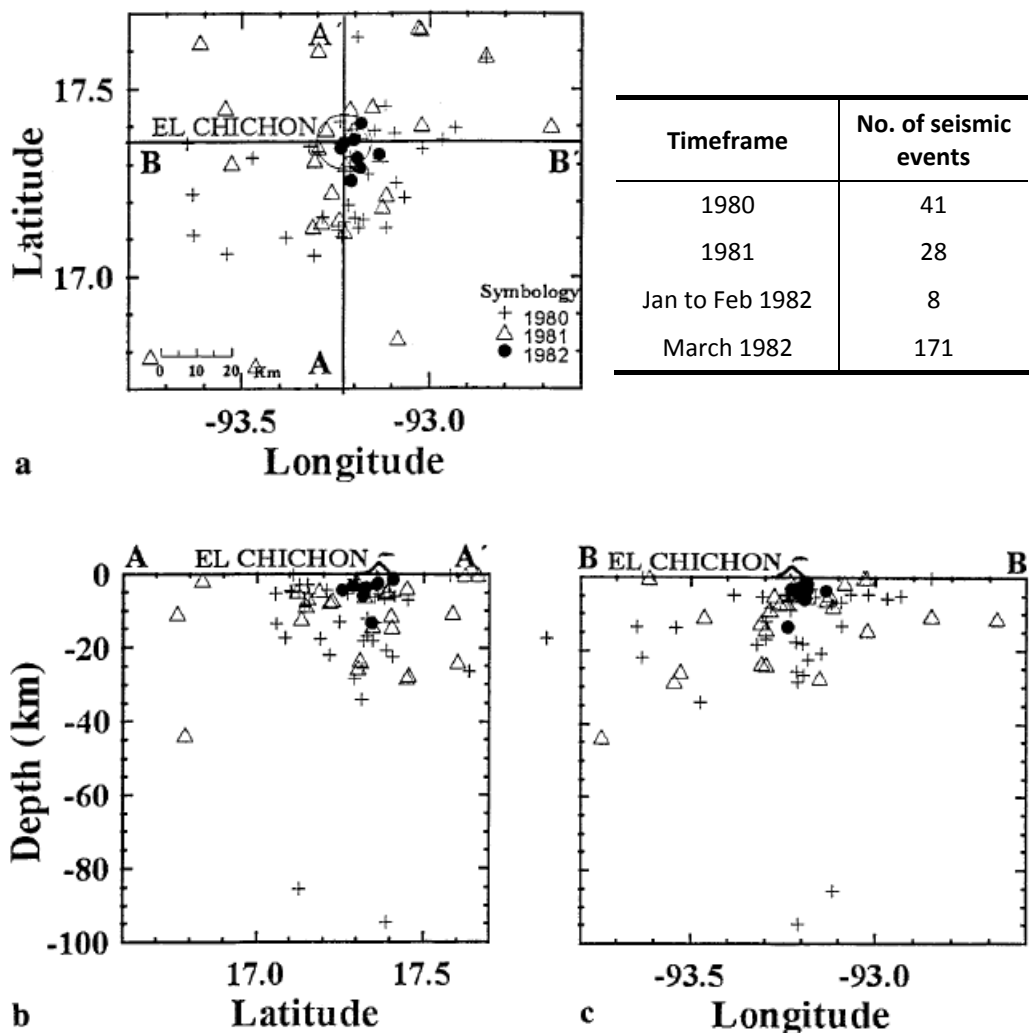 A´
17.5
EL CHICHON
B B
Latitude
17.0
Symbology
+ 1980
△ 1981
● 1982
0 10 20 Km
A
-93.5 -93.0
a Longitude
Timeframe No. of seismic events
1980 41
1981 28
Jan to Feb 1982 8
March 1982 171
A EL CHICHON A´
0
-20
-40
-60
-80
-100
Depth (km)
17.0 17.5
b Latitude
B EL CHICHON B
-93.5 -93.0
c Longitude